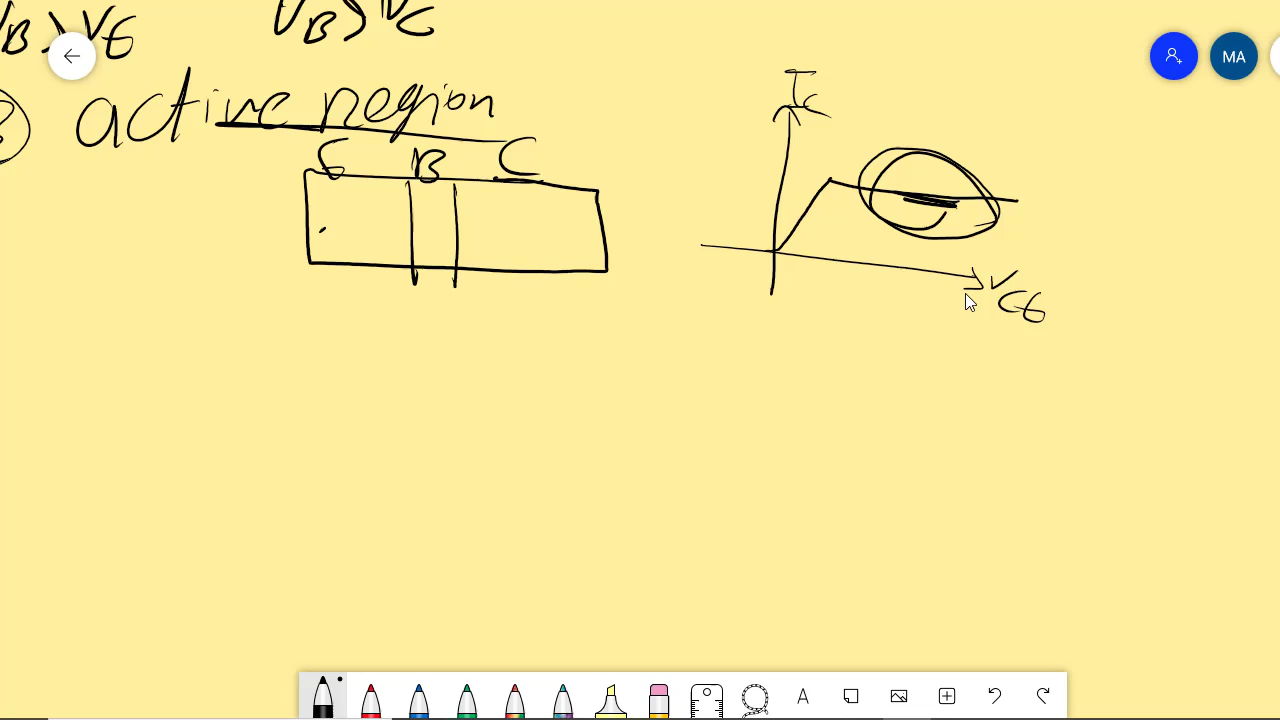 VB > VE VB > VC
active region
E B C
IC
VCE
MA
A